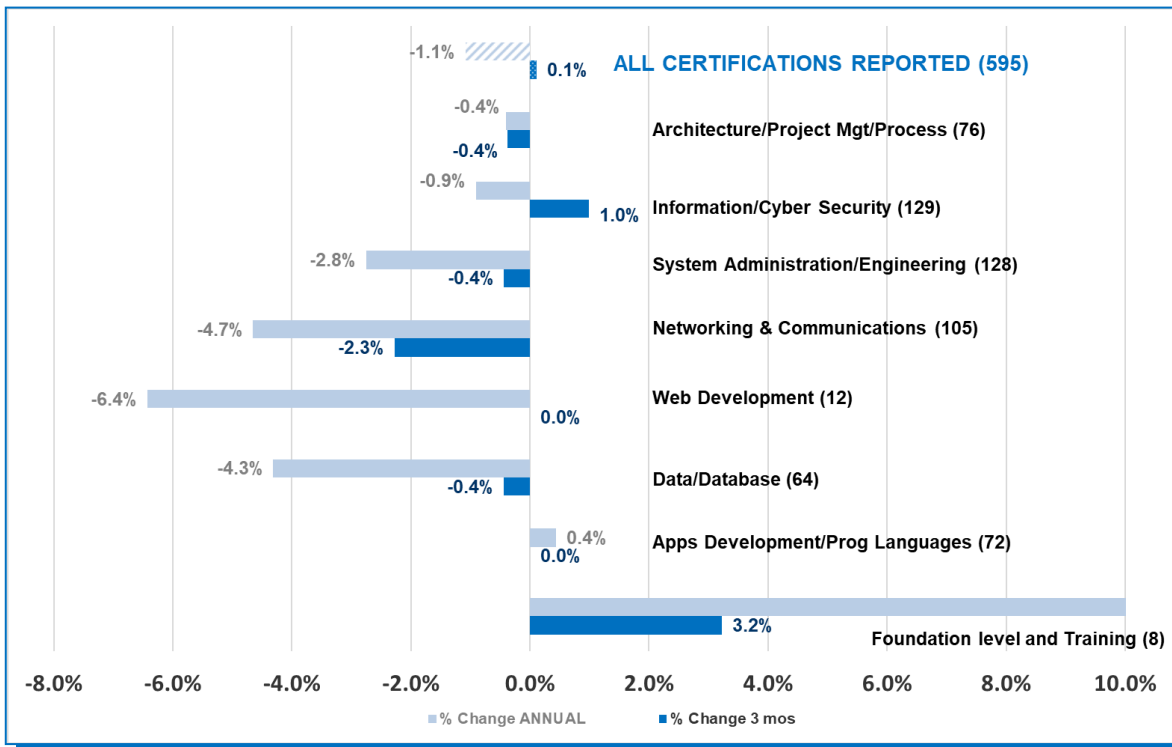 -1.1%
ALL CERTIFICATIONS REPORTED (595)
0.1%
-0.4%
Architecture/Project Mgt/Process (76)
-0.4%
-0.9%
Information/Cyber Security (129)
1.0%
-2.8%
System Administration/Engineering (128)
-0.4%
-4.7%
Networking & Communications (105)
-2.3%
-6.4%
Web Development (12)
0.0%
-4.3%
Data/Database (64)
-0.4%
0.4%
Apps Development/Prog Languages (72)
0.0%
3.2%
Foundation level and Training (8)
-8.0% -6.0% -4.0% -2.0% 0.0% 2.0% 4.0% 6.0% 8.0% 10.0%
% Change ANNUAL % Change 3 mos